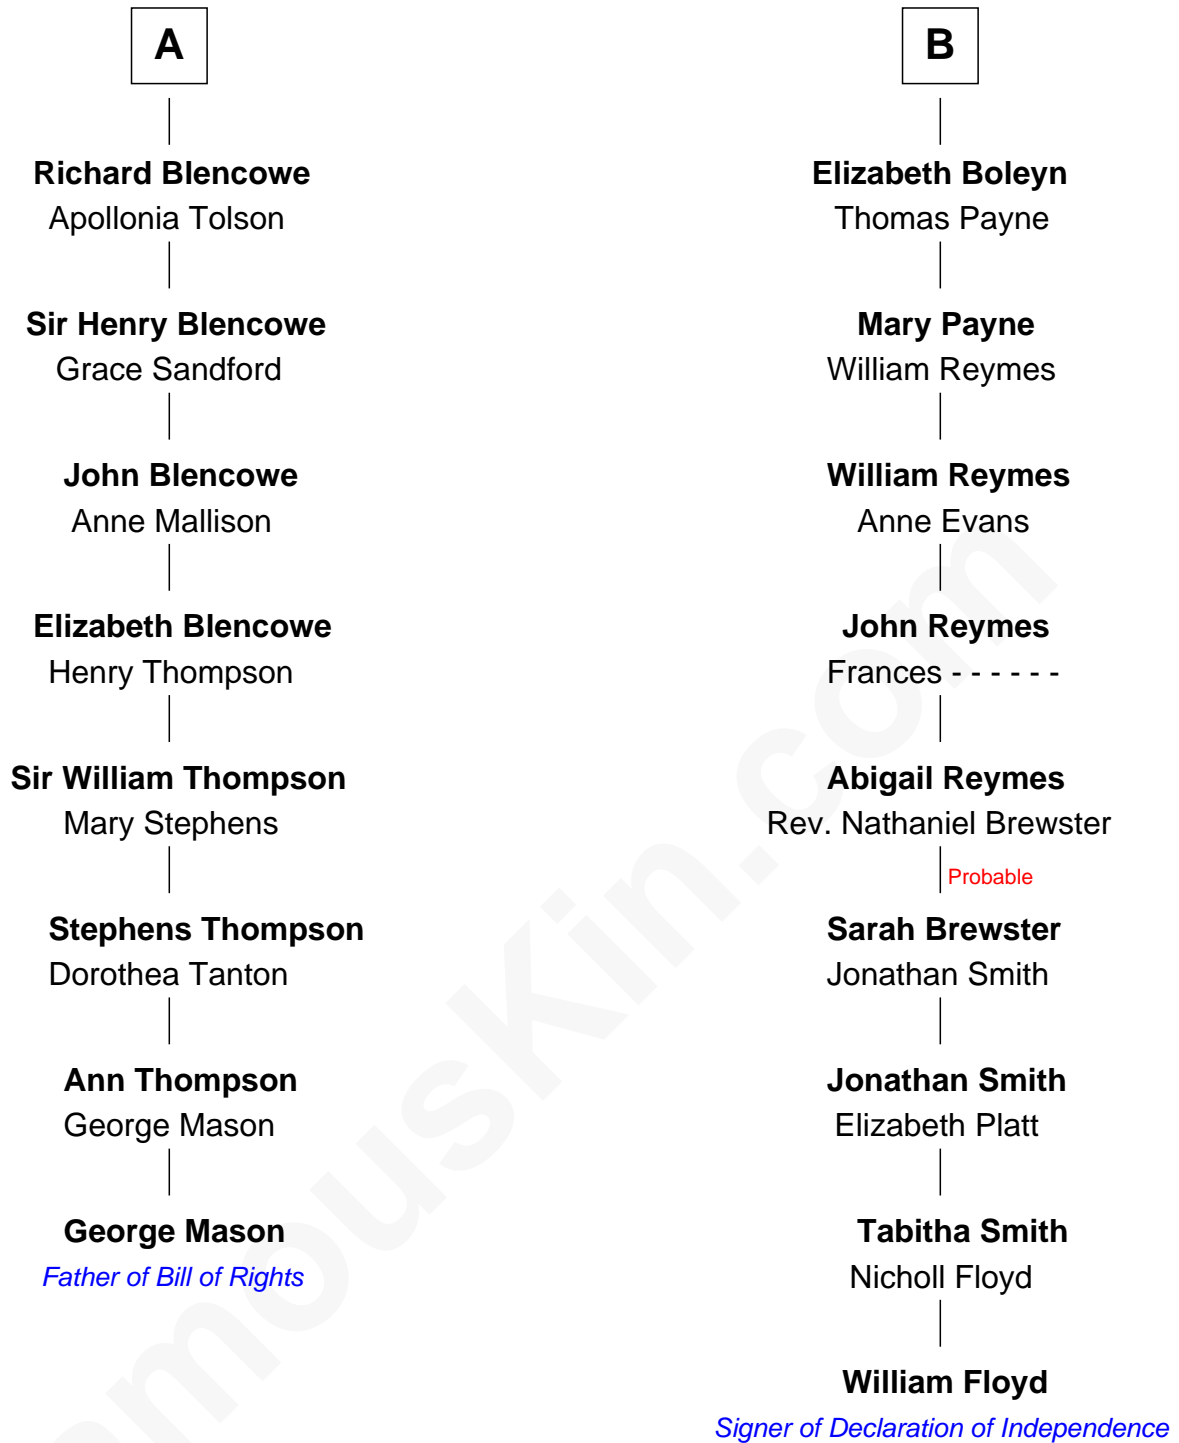 A
Richard Blencowe
Apollonia Tolson
Sir Henry Blencowe
Grace Sandford
John Blencowe
Anne Mallison
Elizabeth Blencowe
Henry Thompson
Sir William Thompson
Mary Stephens
Stephens Thompson
Dorothea Tanton
Ann Thompson
George Mason
George Mason
Father of Bill of Rights
B
Elizabeth Boleyn
Thomas Payne
Mary Payne
William Reymes
William Reymes
Anne Evans
John Reymes
Frances - - - - - -
Abigail Reymes
Rev. Nathaniel Brewster
Probable
Sarah Brewster
Jonathan Smith
Jonathan Smith
Elizabeth Platt
Tabitha Smith
Nicholl Floyd
William Floyd
Signer of Declaration of Independence
amousKin.com